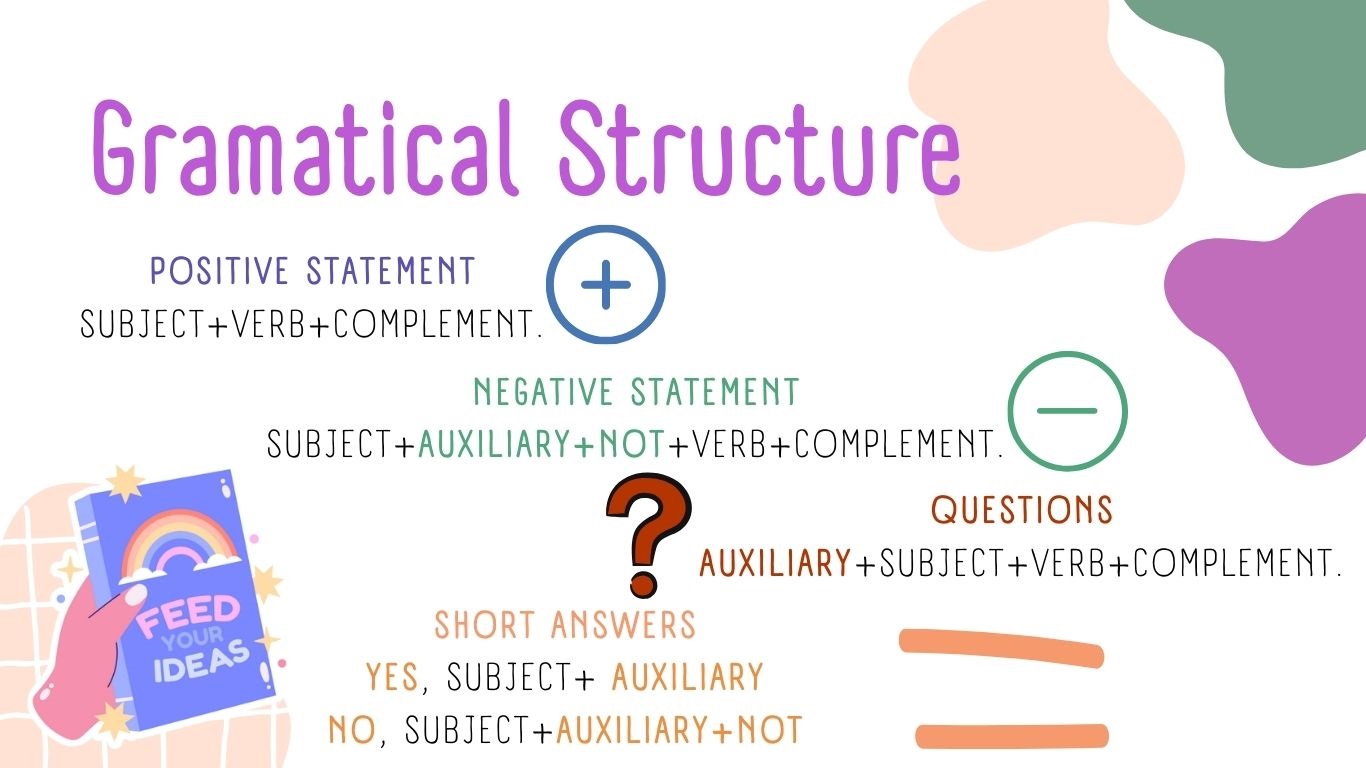 Gramatical Structure
POSITIVE STATEMENT
SUBJECT+VERB+COMPLEMENT.
NEGATIVE STATEMENT
SUBJECT+AUXILIARY+NOT+VERB+COMPLEMENT.
QUESTIONS
AUXILIARY+SUBJECT+VERB+COMPLEMENT.
SHORT ANSWERS
YES, SUBJECT+ AUXILIARY
NO, SUBJECT+AUXILIARY+NOT
FEED
YOUR
IDEAS